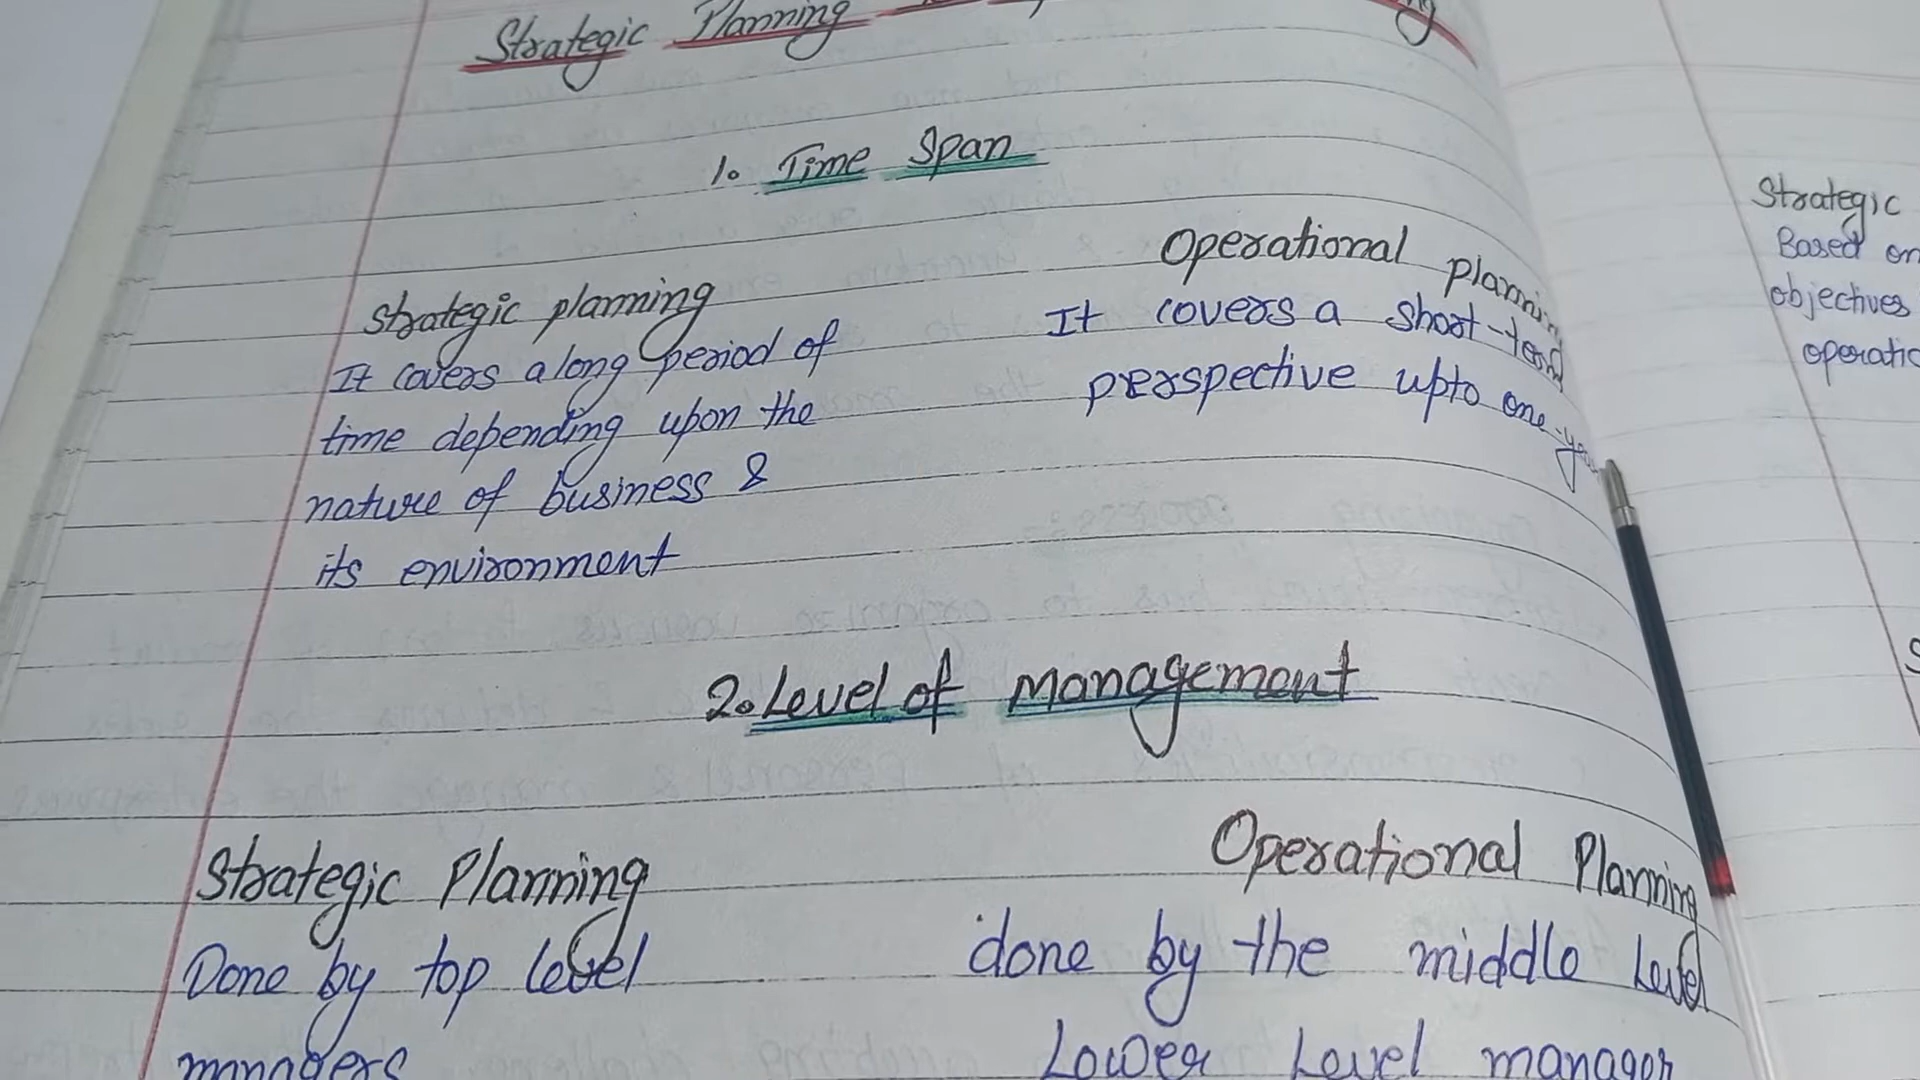 Strategic Planning
1. Time Span
Strategic planning
It covers a long period of
time depending upon the
nature of business &
its environment
Operational planning
It covers a short-term
perspective upto one-year
2. Level of Management
Strategic Planning
Done by top level
managers
Operational Planning
done by the middle level
Lower Level manager
Strategic
Based on
objectives